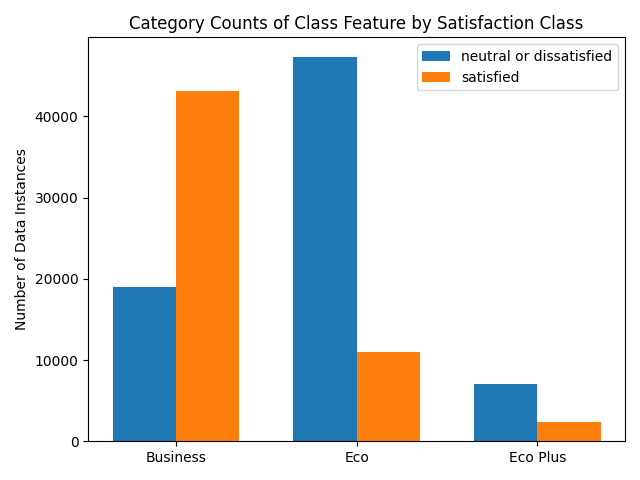 Category Counts of Class Feature by Satisfaction Class
neutral or dissatisfied
satisfied
Number of Data Instances
40000
30000
20000
10000
0
Business
Eco
Eco Plus